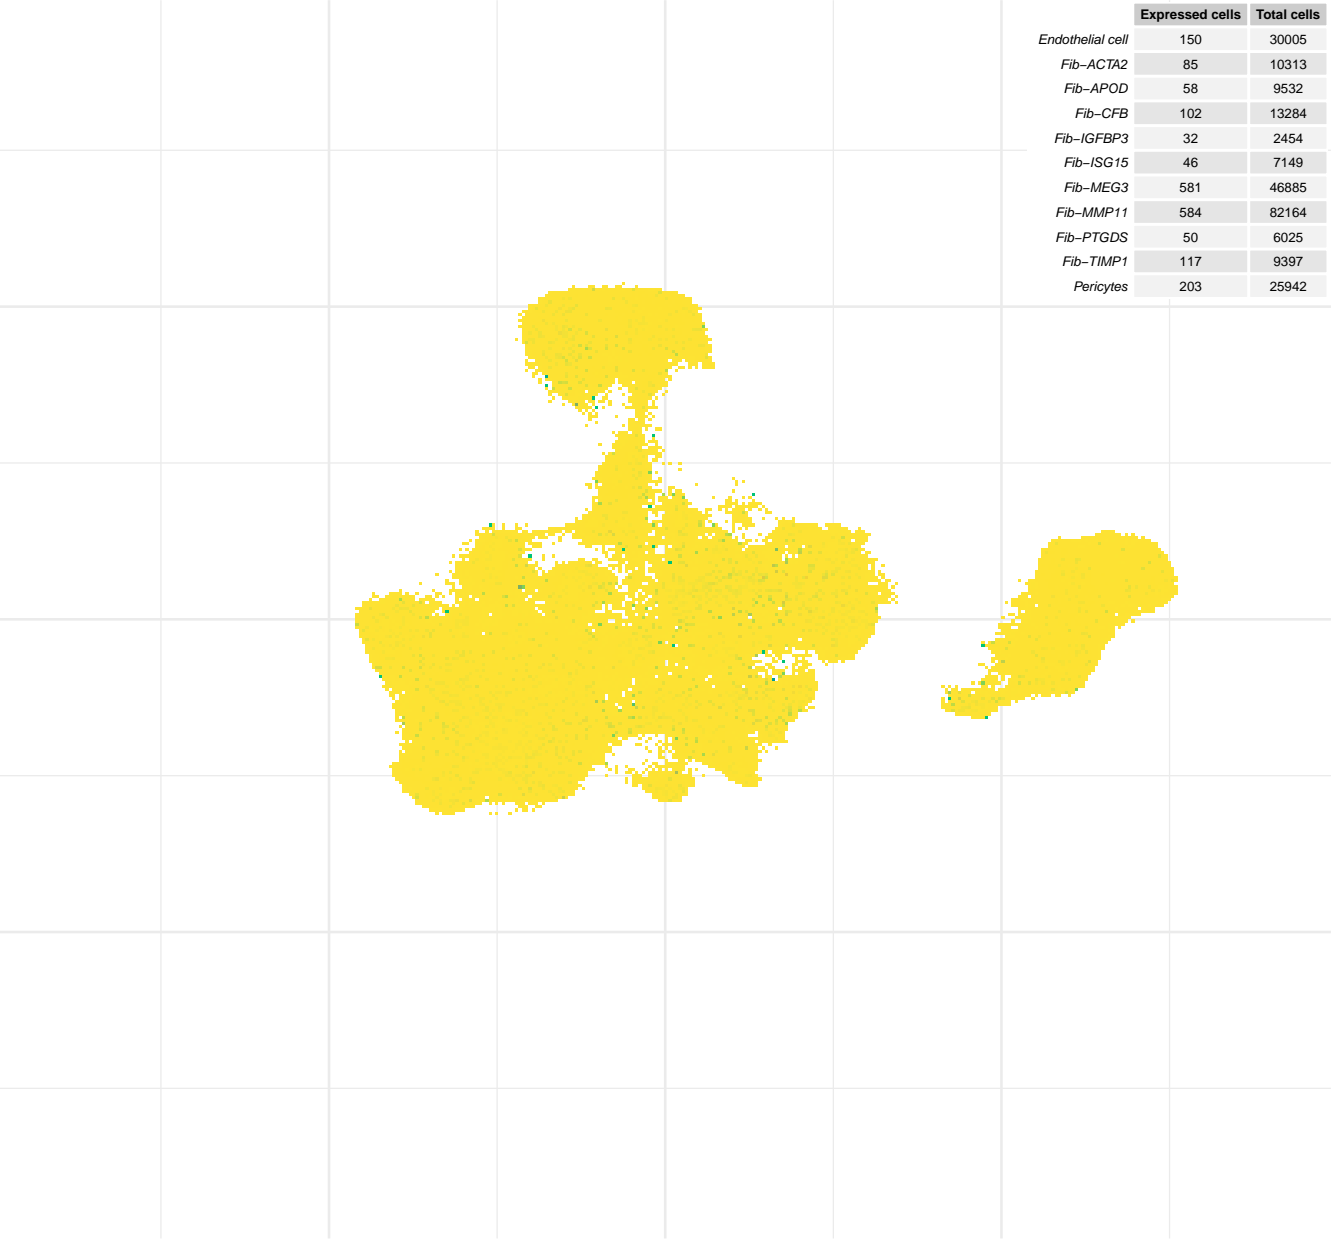 Expressed cells Total cells
Endothelial cell 150 30005
Fib−ACTA2 85 10313
Fib−APOD 58 9532
Fib−CFB 102 13284
Fib−IGFBP3 32 2454
Fib−ISG15 46 7149
Fib−MEG3 581 46885
Fib−MMP11 584 82164
Fib−PTGDS 50 6025
Fib−TIMP1 117 9397
Pericytes 203 25942